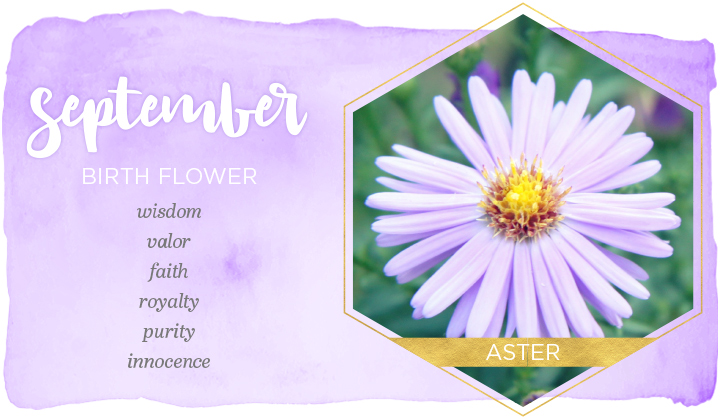 September
BIRTH FLOWER
wisdom
valor
faith
royalty
purity
innocence
ASTER